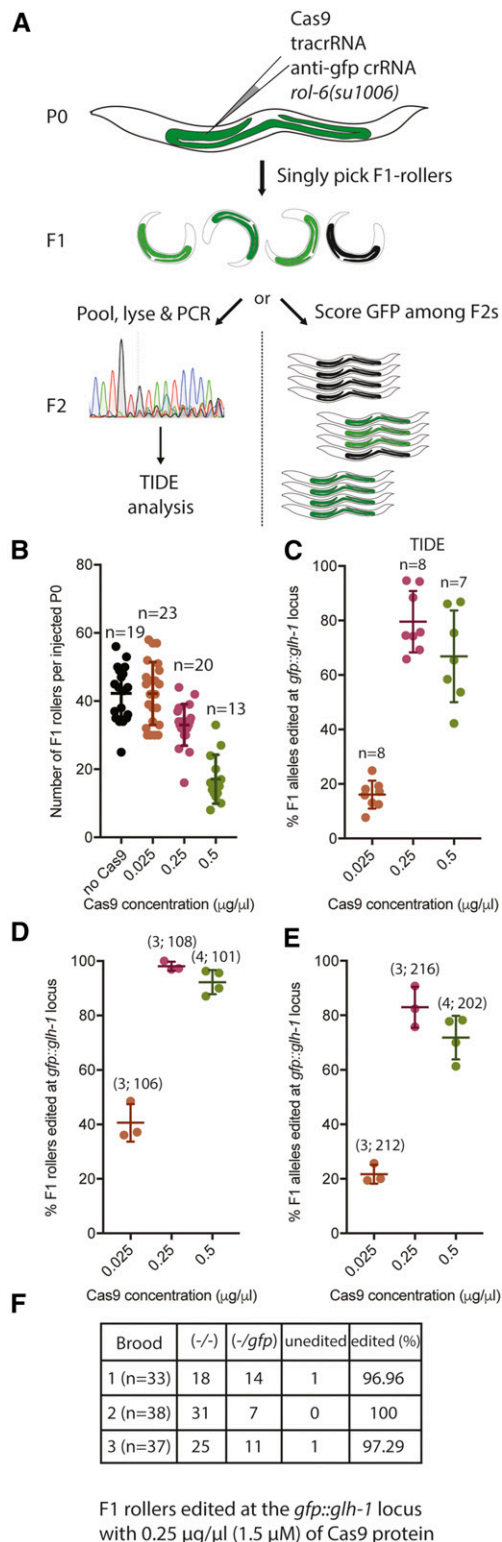 A
Cas9
tracrRNA
anti-gfp crRNA
rol-6(su1006)
P0
Singly pick F1-rollers
F1
or
Pool, lyse & PCR
Score GFP among F2s
F2
TIDE
analysis
B
Number of F1 rollers per injected P0
80
60
40
20
0
n=19
n=23
n=20
n=13
no Cas9
0.025
0.25
0.5
Cas9 concentration (μg/μl)
C
TIDE
% F1 alleles edited at gfp::glh-1 locus
100
80
60
40
20
0
n=8
n=8
n=7
0.025
0.25
0.5
Cas9 concentration (μg/μl)
D
% F1 rollers edited at gfp::glh-1 locus
100
80
60
40
20
0
(3; 106)
(3; 108)
(4; 101)
0.025
0.25
0.5
Cas9 concentration (μg/μl)
E
% F1 alleles edited at gfp::glh-1 locus
100
80
60
40
20
0
(3; 212)
(3; 216)
(4; 202)
0.025
0.25
0.5
Cas9 concentration (μg/μl)
F
Brood (-/-) (-/gfp) unedited edited (%)
1 (n=33) 18 14 1 96.96
2 (n=38) 31 7 0 100
3 (n=37) 25 11 1 97.29
F1 rollers edited at the gfp::glh-1 locus
with 0.25 μg/μl (1.5 μM) of Cas9 protein